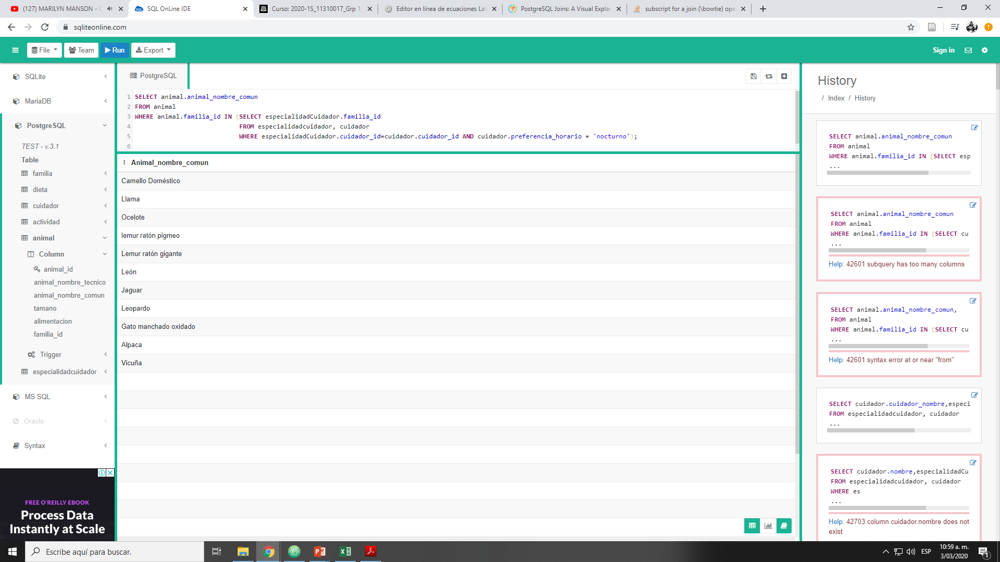 (127) MARILYN MANSON - C
SQL OnLine IDE
Curso: 2020-1S_11310017_Grp 1_
Editor en línea de ecuaciones Lat
PostgreSQL Joins: A Visual Explan
subscript for a join (\bowtie) ope
sqliteonline.com
File
Team
Run
Export
Sign in
SQLite
MariaDB
PostgreSQL
TEST - v.3.1
Table
familia
dieta
cuidador
actividad
animal
Column
animal_id
animal_nombre_tecnico
animal_nombre_comun
tamano
alimentacion
familia_id
Trigger
especialidadcuidador
MS SQL
Oracle
Syntax
FREE O'REILLY EBOOK
Process Data
Instantly at Scale
PostgreSQL
1 SELECT animal.animal_nombre_comun
2 FROM animal
3 WHERE animal.familia_id IN (SELECT especialidadCuidador.familia_id
4 FROM especialidadcuidador, cuidador
5 WHERE especialidadCuidador.cuidador_id=cuidador.cuidador_id AND cuidador.preferencia_horario = 'nocturno');
6
Animal_nombre_comun
Camello Doméstico
Llama
Ocelote
lemur ratón pigmeo
Lemur ratón gigante
León
Jaguar
Leopardo
Gato manchado oxidado
Alpaca
Vicuña
History
/ Index / History
SELECT animal.animal_nombre_comun
FROM animal
WHERE animal.familia_id IN (SELECT esp
...
SELECT animal.animal_nombre_comun
FROM animal
WHERE animal.familia_id IN (SELECT cu
...
Help: 42601 subquery has too many columns
SELECT animal.animal_nombre_comun,
FROM animal
WHERE animal.familia_id IN (SELECT cu
...
Help: 42601 syntax error at or near "from"
SELECT cuidador.cuidador_nombre,especi
FROM especialidadcuidador, cuidador
...
SELECT cuidador.nombre,especialidadCu
FROM especialidadcuidador, cuidador
WHERE es
...
Help: 42703 column cuidador.nombre does not
exist
Escribe aquí para buscar.
ESP
10:59 a. m.
3/03/2020
1